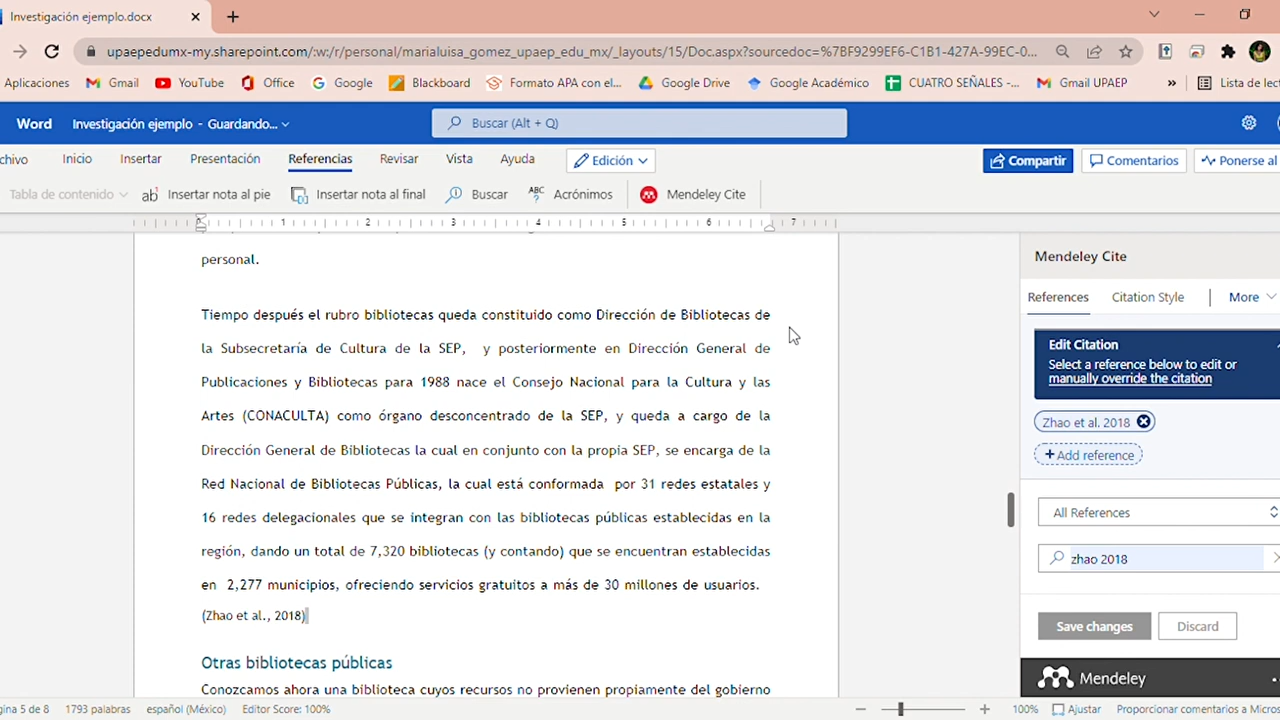 Investigación ejemplo.docx
upaepedumx-my.sharepoint.com/:w:/r/personal/marialuisa_gomez_upaep_edu_mx/_layouts/15/Doc.aspx?sourcedoc=%7BF9299EF6-C1B1-427A-99EC-0...
Aplicaciones Gmail YouTube Office Google Blackboard Formato APA con el... Google Drive Google Académico CUATRO SEÑALES -... Gmail UPAEP » Lista de lect
Word Investigación ejemplo - Guardando... Buscar (Alt + Q)
chivo Inicio Insertar Presentación Referencias Revisar Vista Ayuda Edición Compartir Comentarios Ponerse al
Tabla de contenido Insertar nota al pie Insertar nota al final Buscar Acrónimos Mendeley Cite
1 2 3 4 5 6 7
personal.
Tiempo después el rubro bibliotecas queda constituido como Dirección de Bibliotecas de
la Subsecretaría de Cultura de la SEP, y posteriormente en Dirección General de
Publicaciones y Bibliotecas para 1988 nace el Consejo Nacional para la Cultura y las
Artes (CONACULTA) como órgano desconcentrado de la SEP, y queda a cargo de la
Dirección General de Bibliotecas la cual en conjunto con la propia SEP, se encarga de la
Red Nacional de Bibliotecas Públicas, la cual está conformada por 31 redes estatales y
16 redes delegacionales que se integran con las bibliotecas públicas establecidas en la
región, dando un total de 7,320 bibliotecas (y contando) que se encuentran establecidas
en 2,277 municipios, ofreciendo servicios gratuitos a más de 30 millones de usuarios.
(Zhao et al., 2018)
Otras bibliotecas públicas
Conozcamos ahora una biblioteca cuyos recursos no provienen propiamente del gobierno
Mendeley Cite
References Citation Style | More
Edit Citation
Select a reference below to edit or
manually override the citation
Zhao et al. 2018
+ Add reference
All References
zhao 2018
Save changes Discard
Mendeley
gina 5 de 8 1793 palabras español (México) Editor Score: 100% 100% Ajustar Proporcionar comentarios a Micros